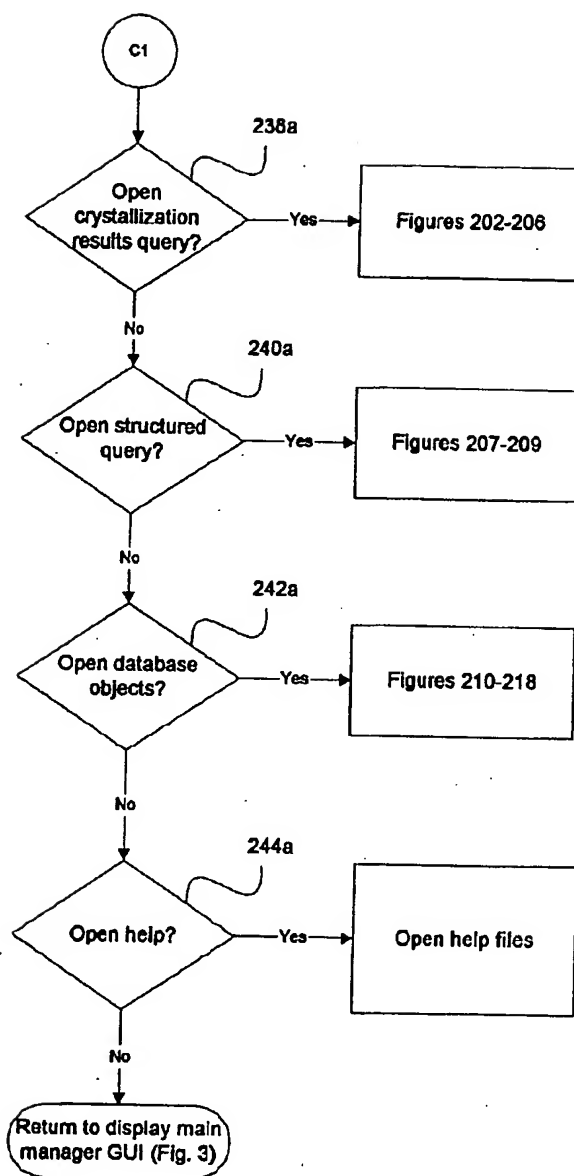 C1
238a
Open
crystallization
results query?
Yes
Figures 202-206
No
240a
Open structured
query?
Yes
Figures 207-209
No
242a
Open database
objects?
Yes
Figures 210-218
No
244a
Open help?
Yes
Open help files
No
Return to display main
manager GUI (Fig. 3)